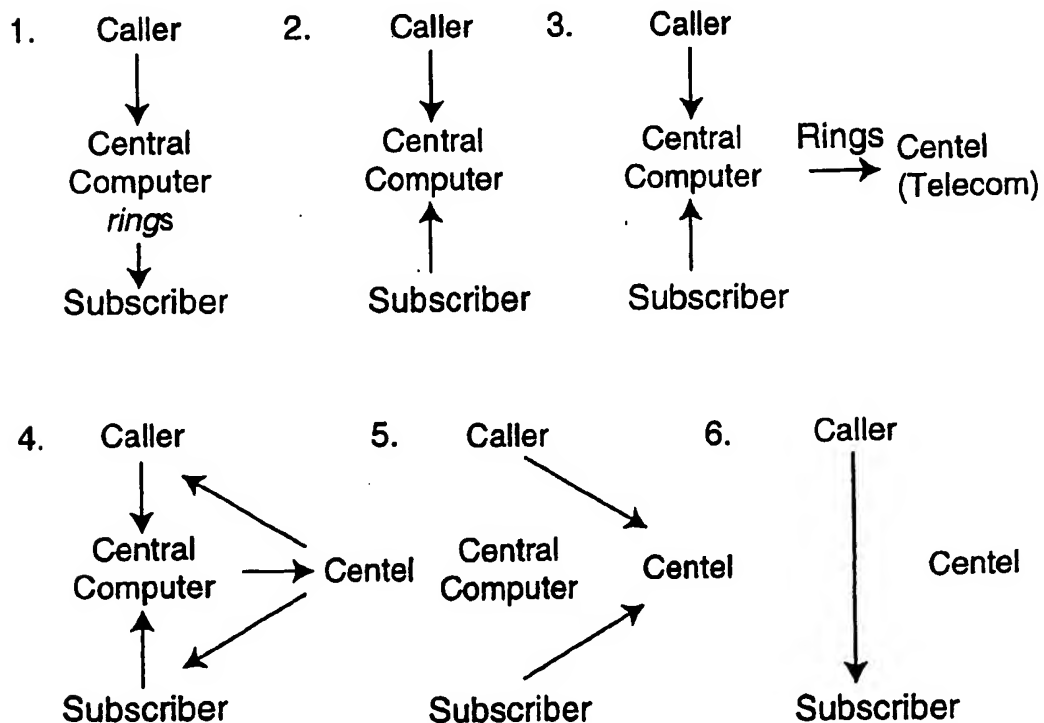 1. Caller
Central
Computer
rings
Subscriber
2. Caller
Central
Computer
Subscriber
3. Caller
Central
Computer
Subscriber
Rings
Centel
(Telecom)
4. Caller
Central
Computer
Centel
Subscriber
5. Caller
Central
Computer
Centel
Subscriber
6. Caller
Centel
Subscriber